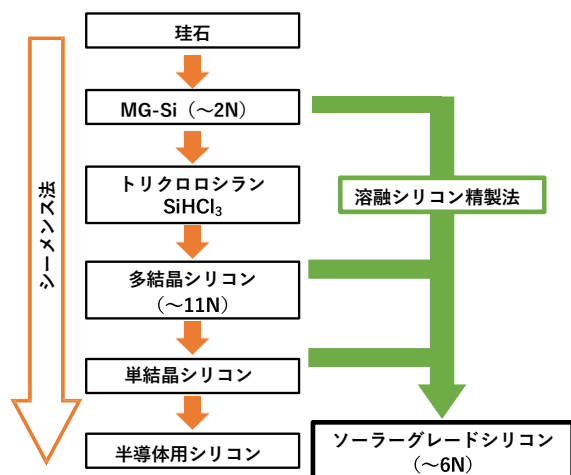 珪石
MG-Si（～2N）
トリクロロシラン
SiHCl₃
溶融シリコン精製法
シーメンス法
多結晶シリコン
（～11N）
単結晶シリコン
半導体用シリコン
ソーラーグレードシリコン
（～6N）